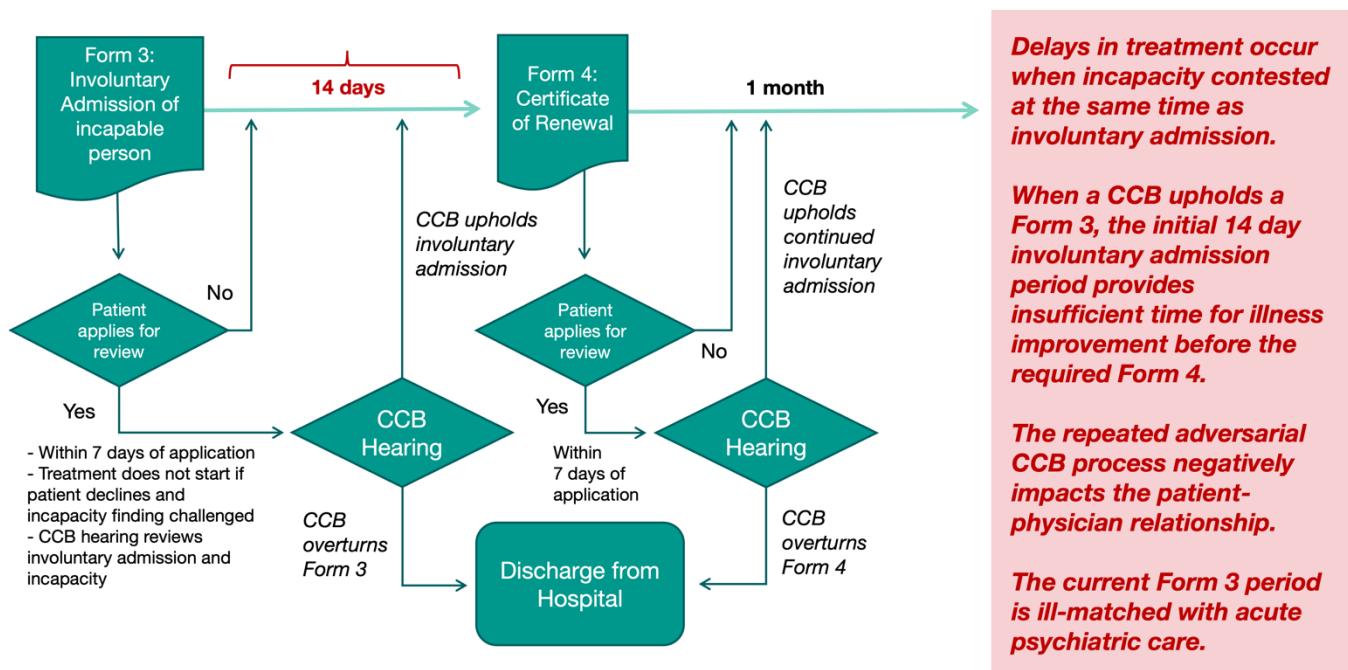 Form 3:
Involuntary
Admission of
incapable
person
14 days
Form 4:
Certificate
of Renewal
1 month
CCB upholds
involuntary
admission
CCB
upholds
continued
involuntary
admission
Patient
applies for
review
No
Yes
- Within 7 days of application
- Treatment does not start if
patient declines and
incapacity finding challenged
- CCB hearing reviews
involuntary admission and
incapacity
CCB
Hearing
CCB
overturns
Form 3
Patient
applies for
review
No
Yes
Within
7 days of
application
CCB
Hearing
CCB
overturns
Form 4
Discharge from
Hospital
Delays in treatment occur
when incapacity contested
at the same time as
involuntary admission.
When a CCB upholds a
Form 3, the initial 14 day
involuntary admission
period provides
insufficient time for illness
improvement before the
required Form 4.
The repeated adversarial
CCB process negatively
impacts the patient-
physician relationship.
The current Form 3 period
is ill-matched with acute
psychiatric care.